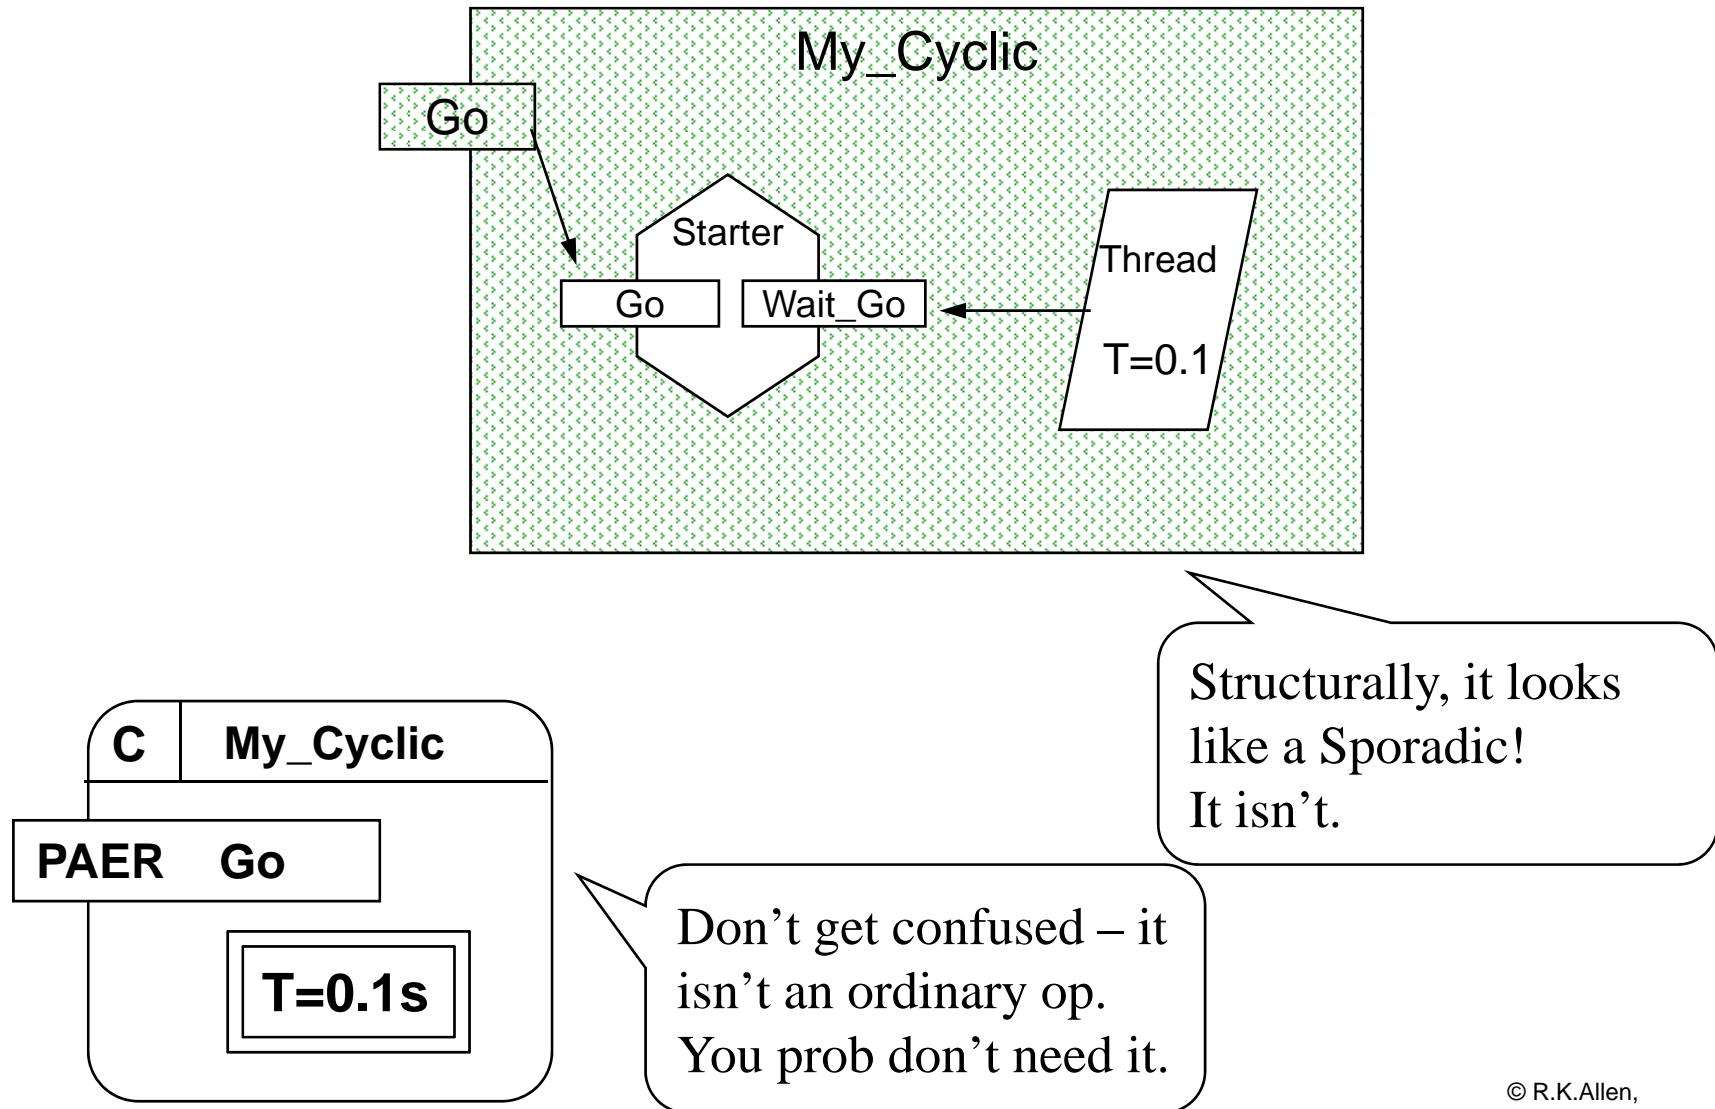 My_Cyclic
Go
Starter
Go
Wait_Go
Thread
T=0.1
Structurally, it looks
like a Sporadic!
It isn’t.
C
My_Cyclic
PAER Go
T=0.1s
Don’t get confused – it
isn’t an ordinary op.
You prob don’t need it.
© R.K.Allen,